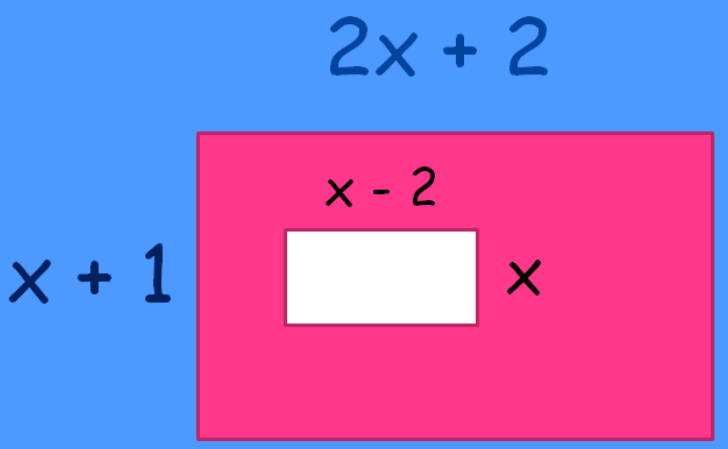 2x + 2
x - 2
x + 1
x